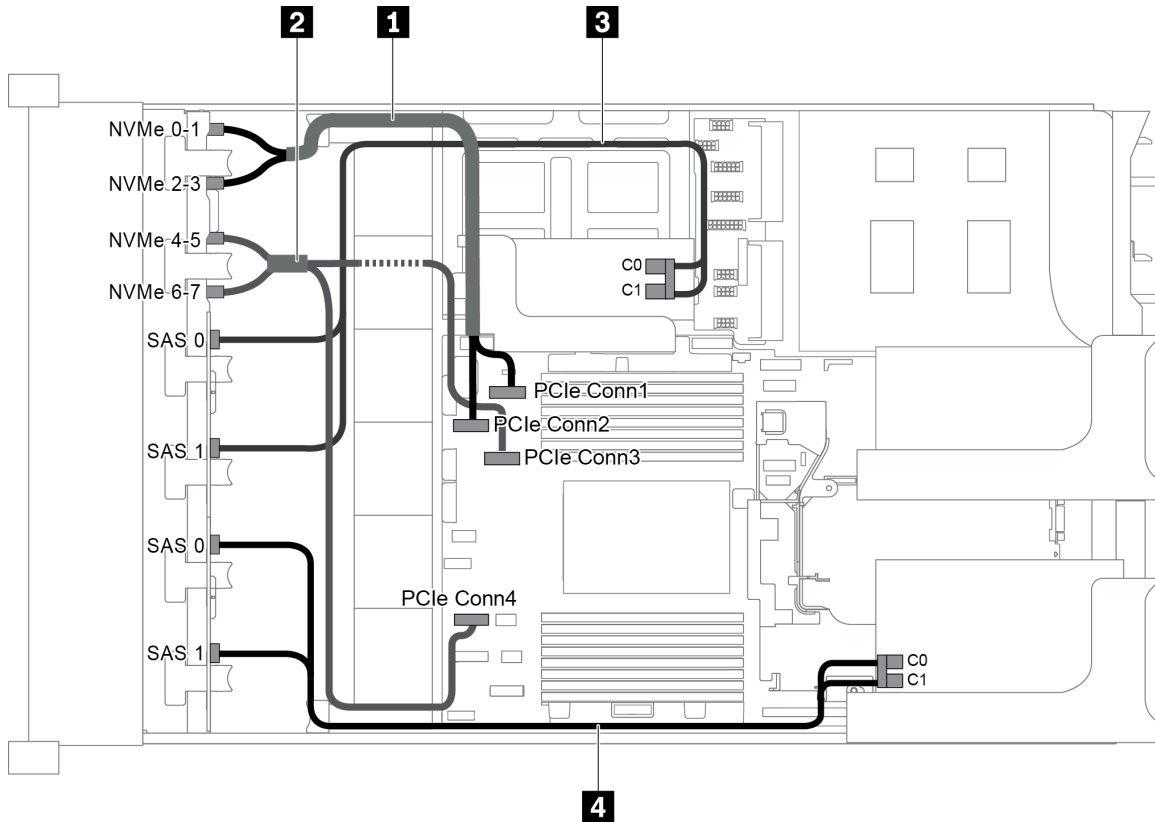 2
1
3
NVMe 0-1
NVMe 2-3
NVMe 4-5
NVMe 6-7
C0
C1
SAS 0
PCIe Conn1
PCIe Conn2
SAS 1
PCIe Conn3
SAS 0
PCIe Conn4
SAS 1
C0
C1
4